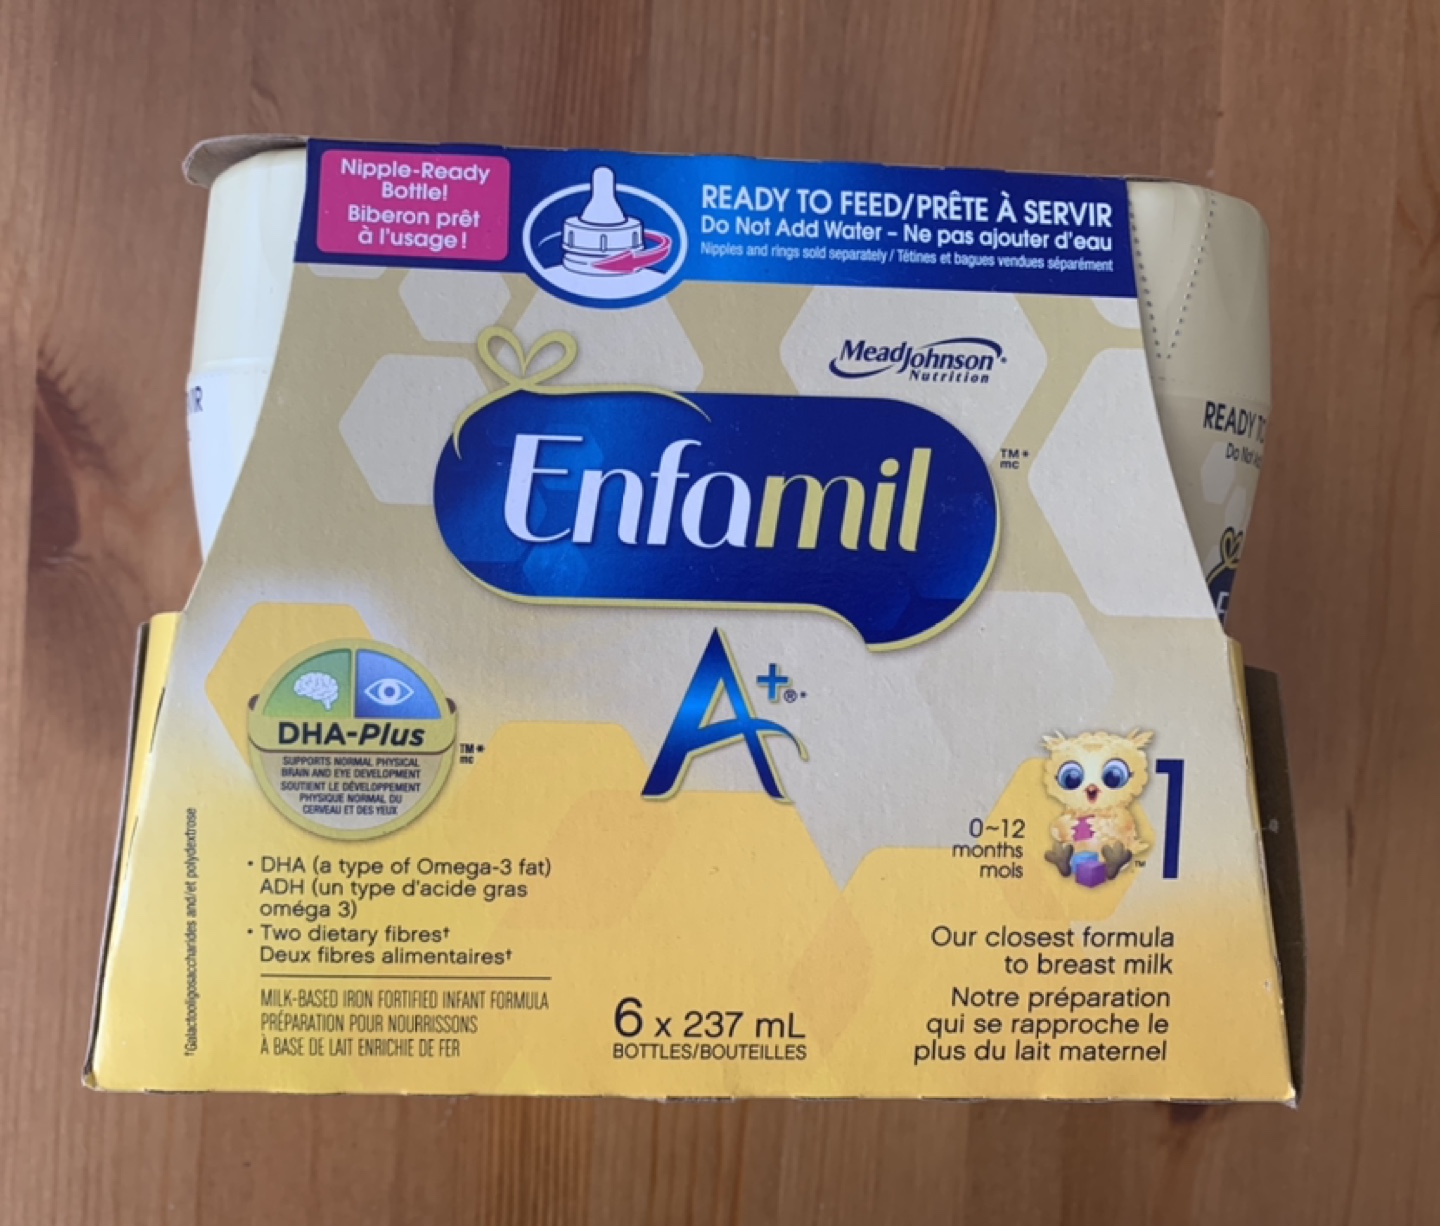 Nipple-Ready
Bottle!
Biberon prêt
à l'usage!
READY TO FEED/PRÊTE À SERVIR
Do Not Add Water – Ne pas ajouter d'eau
Nipples and rings sold separately / Tétines et bagues vendues séparément
MeadJohnson
Nutrition
READY
Do Not
Enfamil
TM*
mc
A+®*
DHA-Plus
TM*
mc
SUPPORTS NORMAL PHYSICAL
BRAIN AND EYE DEVELOPMENT
SOUTIENT LE DÉVELOPPEMENT
PHYSIQUE NORMAL DU
CERVEAU ET DES YEUX
†Galactooligosaccharides and/et polydextrose
• DHA (a type of Omega-3 fat)
ADH (un type d'acide gras
oméga 3)
• Two dietary fibres†
Deux fibres alimentaires†
MILK-BASED IRON FORTIFIED INFANT FORMULA
PRÉPARATION POUR NOURRISSONS
À BASE DE LAIT ENRICHIE DE FER
6 x 237 mL
BOTTLES/BOUTEILLES
0~12
months
mois
TM
1
Our closest formula
to breast milk
Notre préparation
qui se rapproche le
plus du lait maternel